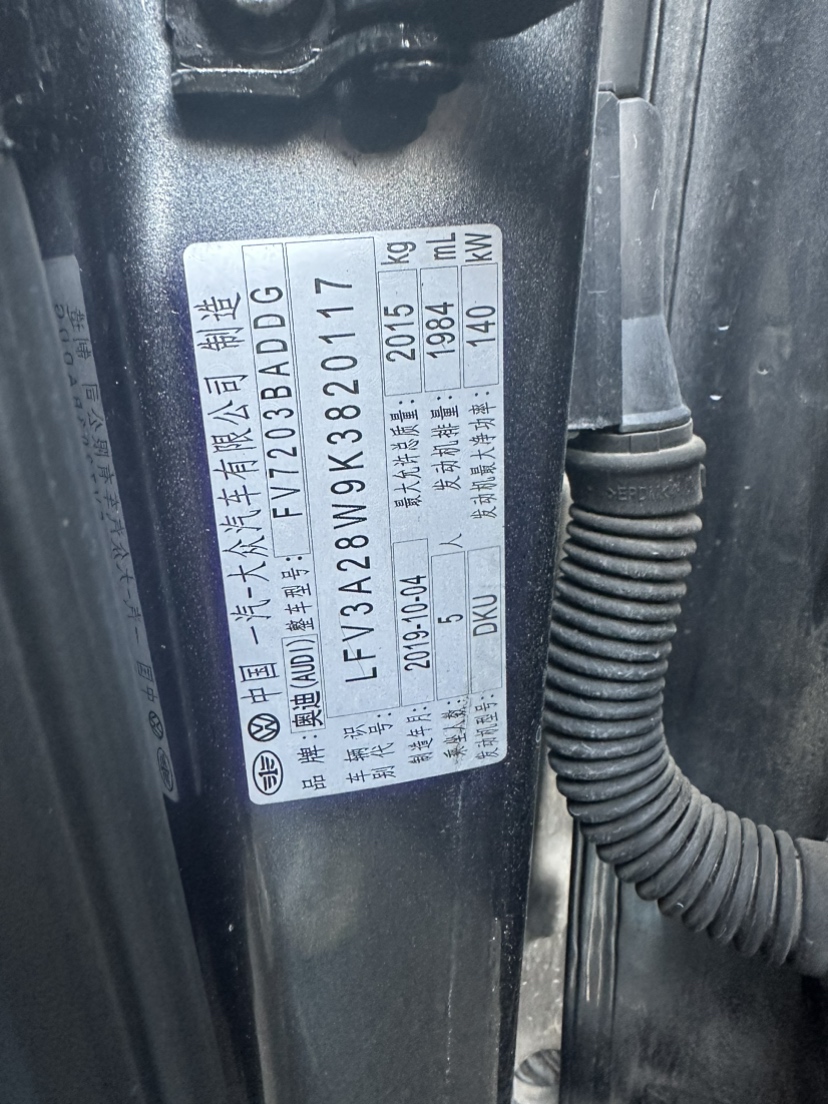 中国 一汽-大众汽车有限公司 制造
品牌: 奥迪(AUDI) 整车型号: FV7203BADDG
车辆识别代号: LFV3A28W9K3820117
制造年月: 2019-10-04 最大允许总质量: 2015 kg
乘坐人数: 5 人 发动机排量: 1984 mL
发动机型号: DKU 发动机最大净功率: 140 kW